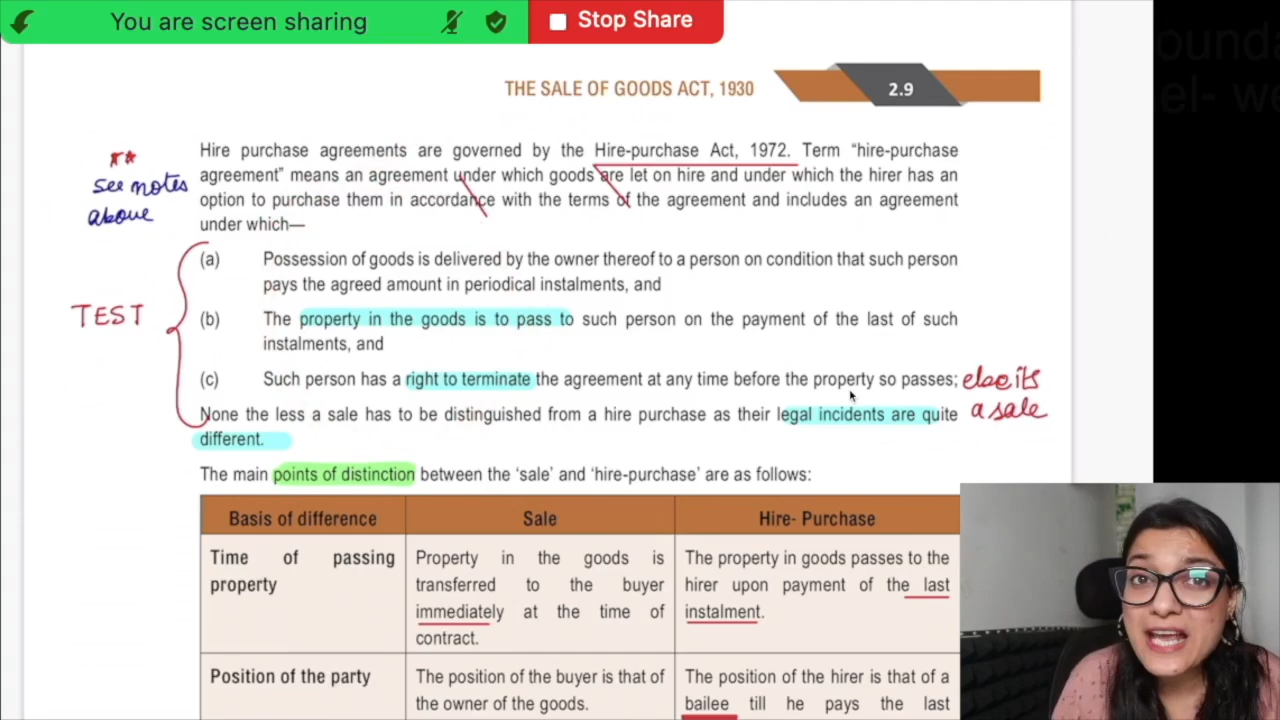 You are screen sharing
Stop Share
THE SALE OF GOODS ACT, 1930
2.9
Hire purchase agreements are governed by the Hire-purchase Act, 1972. Term “hire-purchase
agreement” means an agreement under which goods are let on hire and under which the hirer has an
option to purchase them in accordance with the terms of the agreement and includes an agreement
under which—
see notes
above
TEST
(a) Possession of goods is delivered by the owner thereof to a person on condition that such person
pays the agreed amount in periodical instalments, and
(b) The property in the goods is to pass to such person on the payment of the last of such
instalments, and
(c) Such person has a right to terminate the agreement at any time before the property so passes;
else its
a sale
None the less a sale has to be distinguished from a hire purchase as their legal incidents are quite
different.
The main points of distinction between the ‘sale’ and ‘hire-purchase’ are as follows:
Basis of difference
Sale
Hire- Purchase
Time of passing
property
Property in the goods is
transferred to the buyer
immediately at the time of
contract.
The property in goods passes to the
hirer upon payment of the last
instalment.
Position of the party
The position of the buyer is that of
the owner of the goods.
The position of the hirer is that of a
bailee till he pays the last